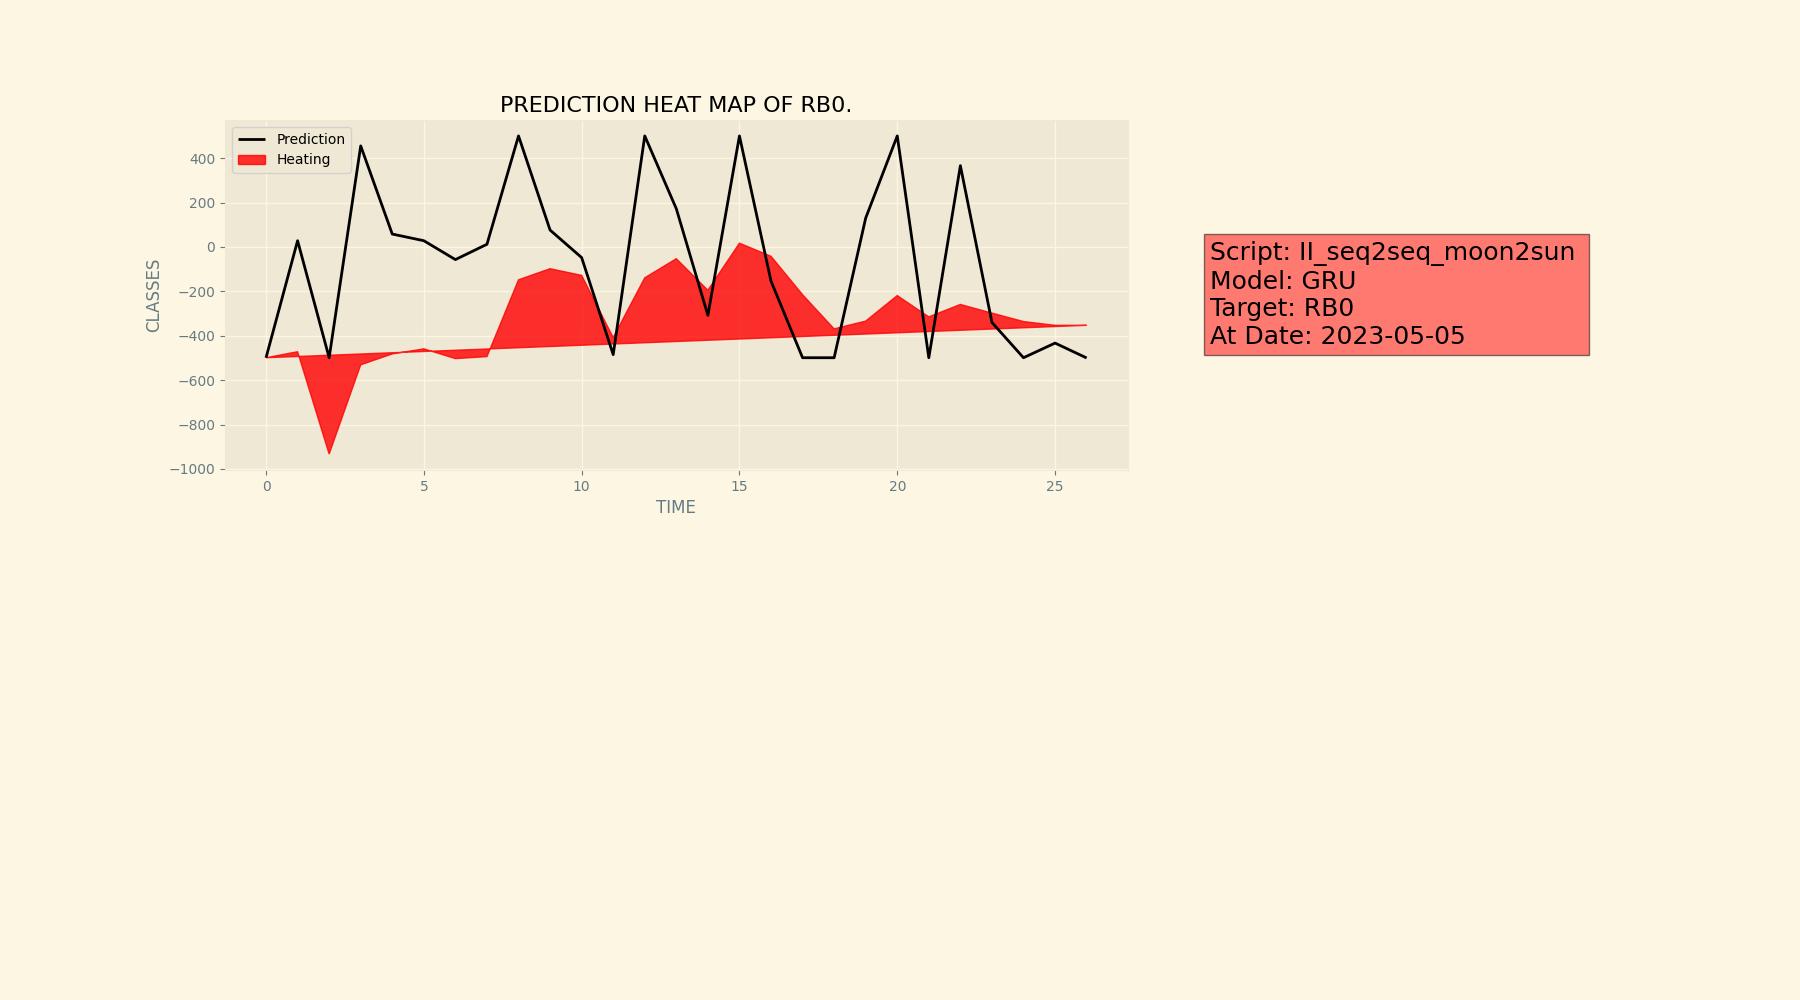 PREDICTION HEAT MAP OF RB0.
Prediction
Heating
400
200
0
−200
−400
−600
−800
−1000
CLASSES
0 5 10 15 20 25
TIME
Script: II_seq2seq_moon2sun
Model: GRU
Target: RB0
At Date: 2023-05-05